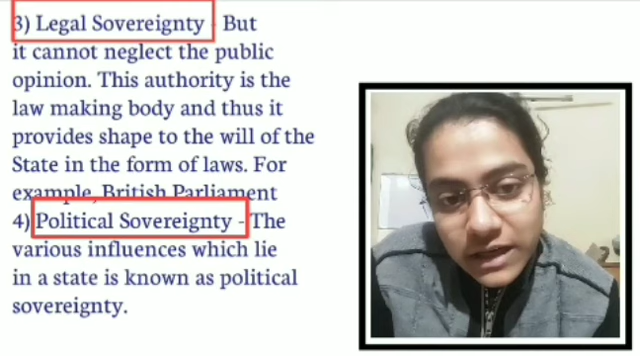 3) Legal Sovereignty - But
it cannot neglect the public
opinion. This authority is the
law making body and thus it
provides shape to the will of the
State in the form of laws. For
example, British Parliament
4) Political Sovereignty - The
various influences which lie
in a state is known as political
sovereignty.